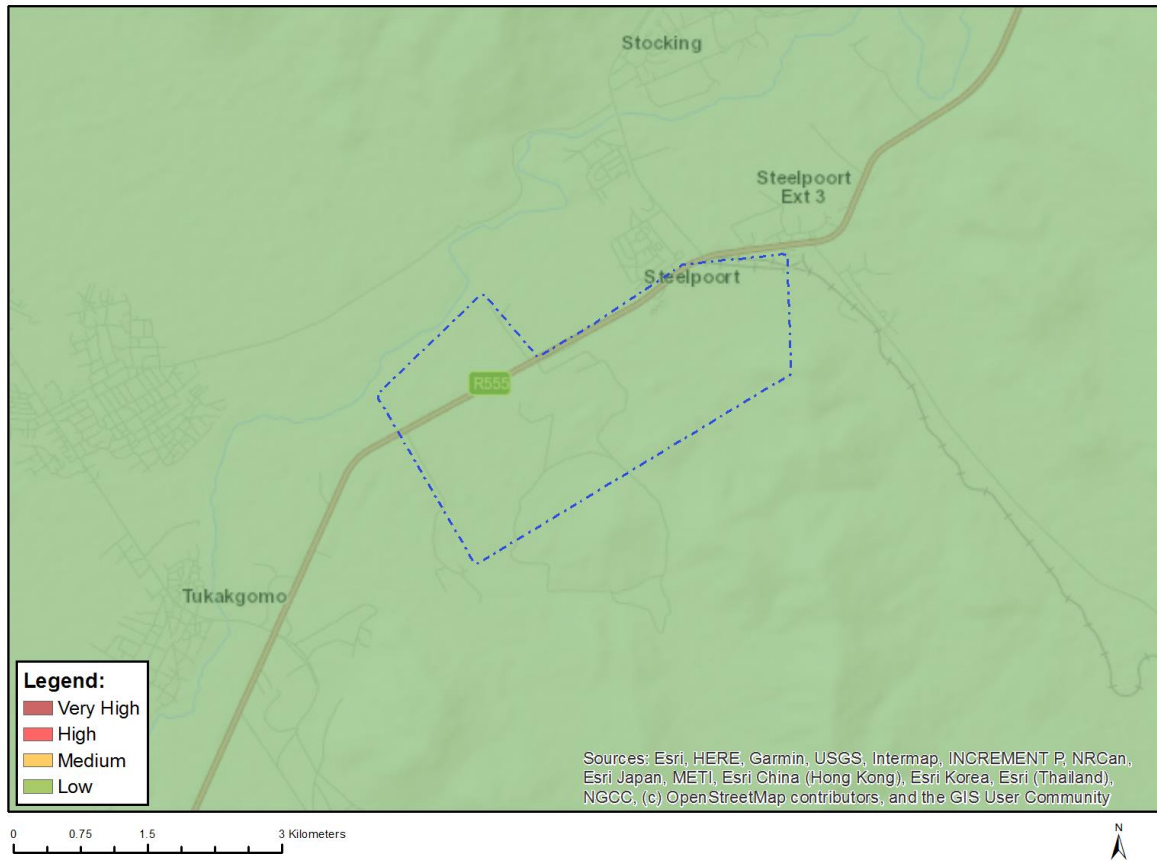 Stocking
Steelpoort
Ext 3
Steelpoort
R555
Tukakgomo
Legend:
Very High
High
Medium
Low
Sources: Esri, HERE, Garmin, USGS, Intermap, INCREMENT P, NRCan,
Esri Japan, METI, Esri China (Hong Kong), Esri Korea, Esri (Thailand),
NGCC, (c) OpenStreetMap contributors, and the GIS User Community
0 0.75 1.5 3 Kilometers
N